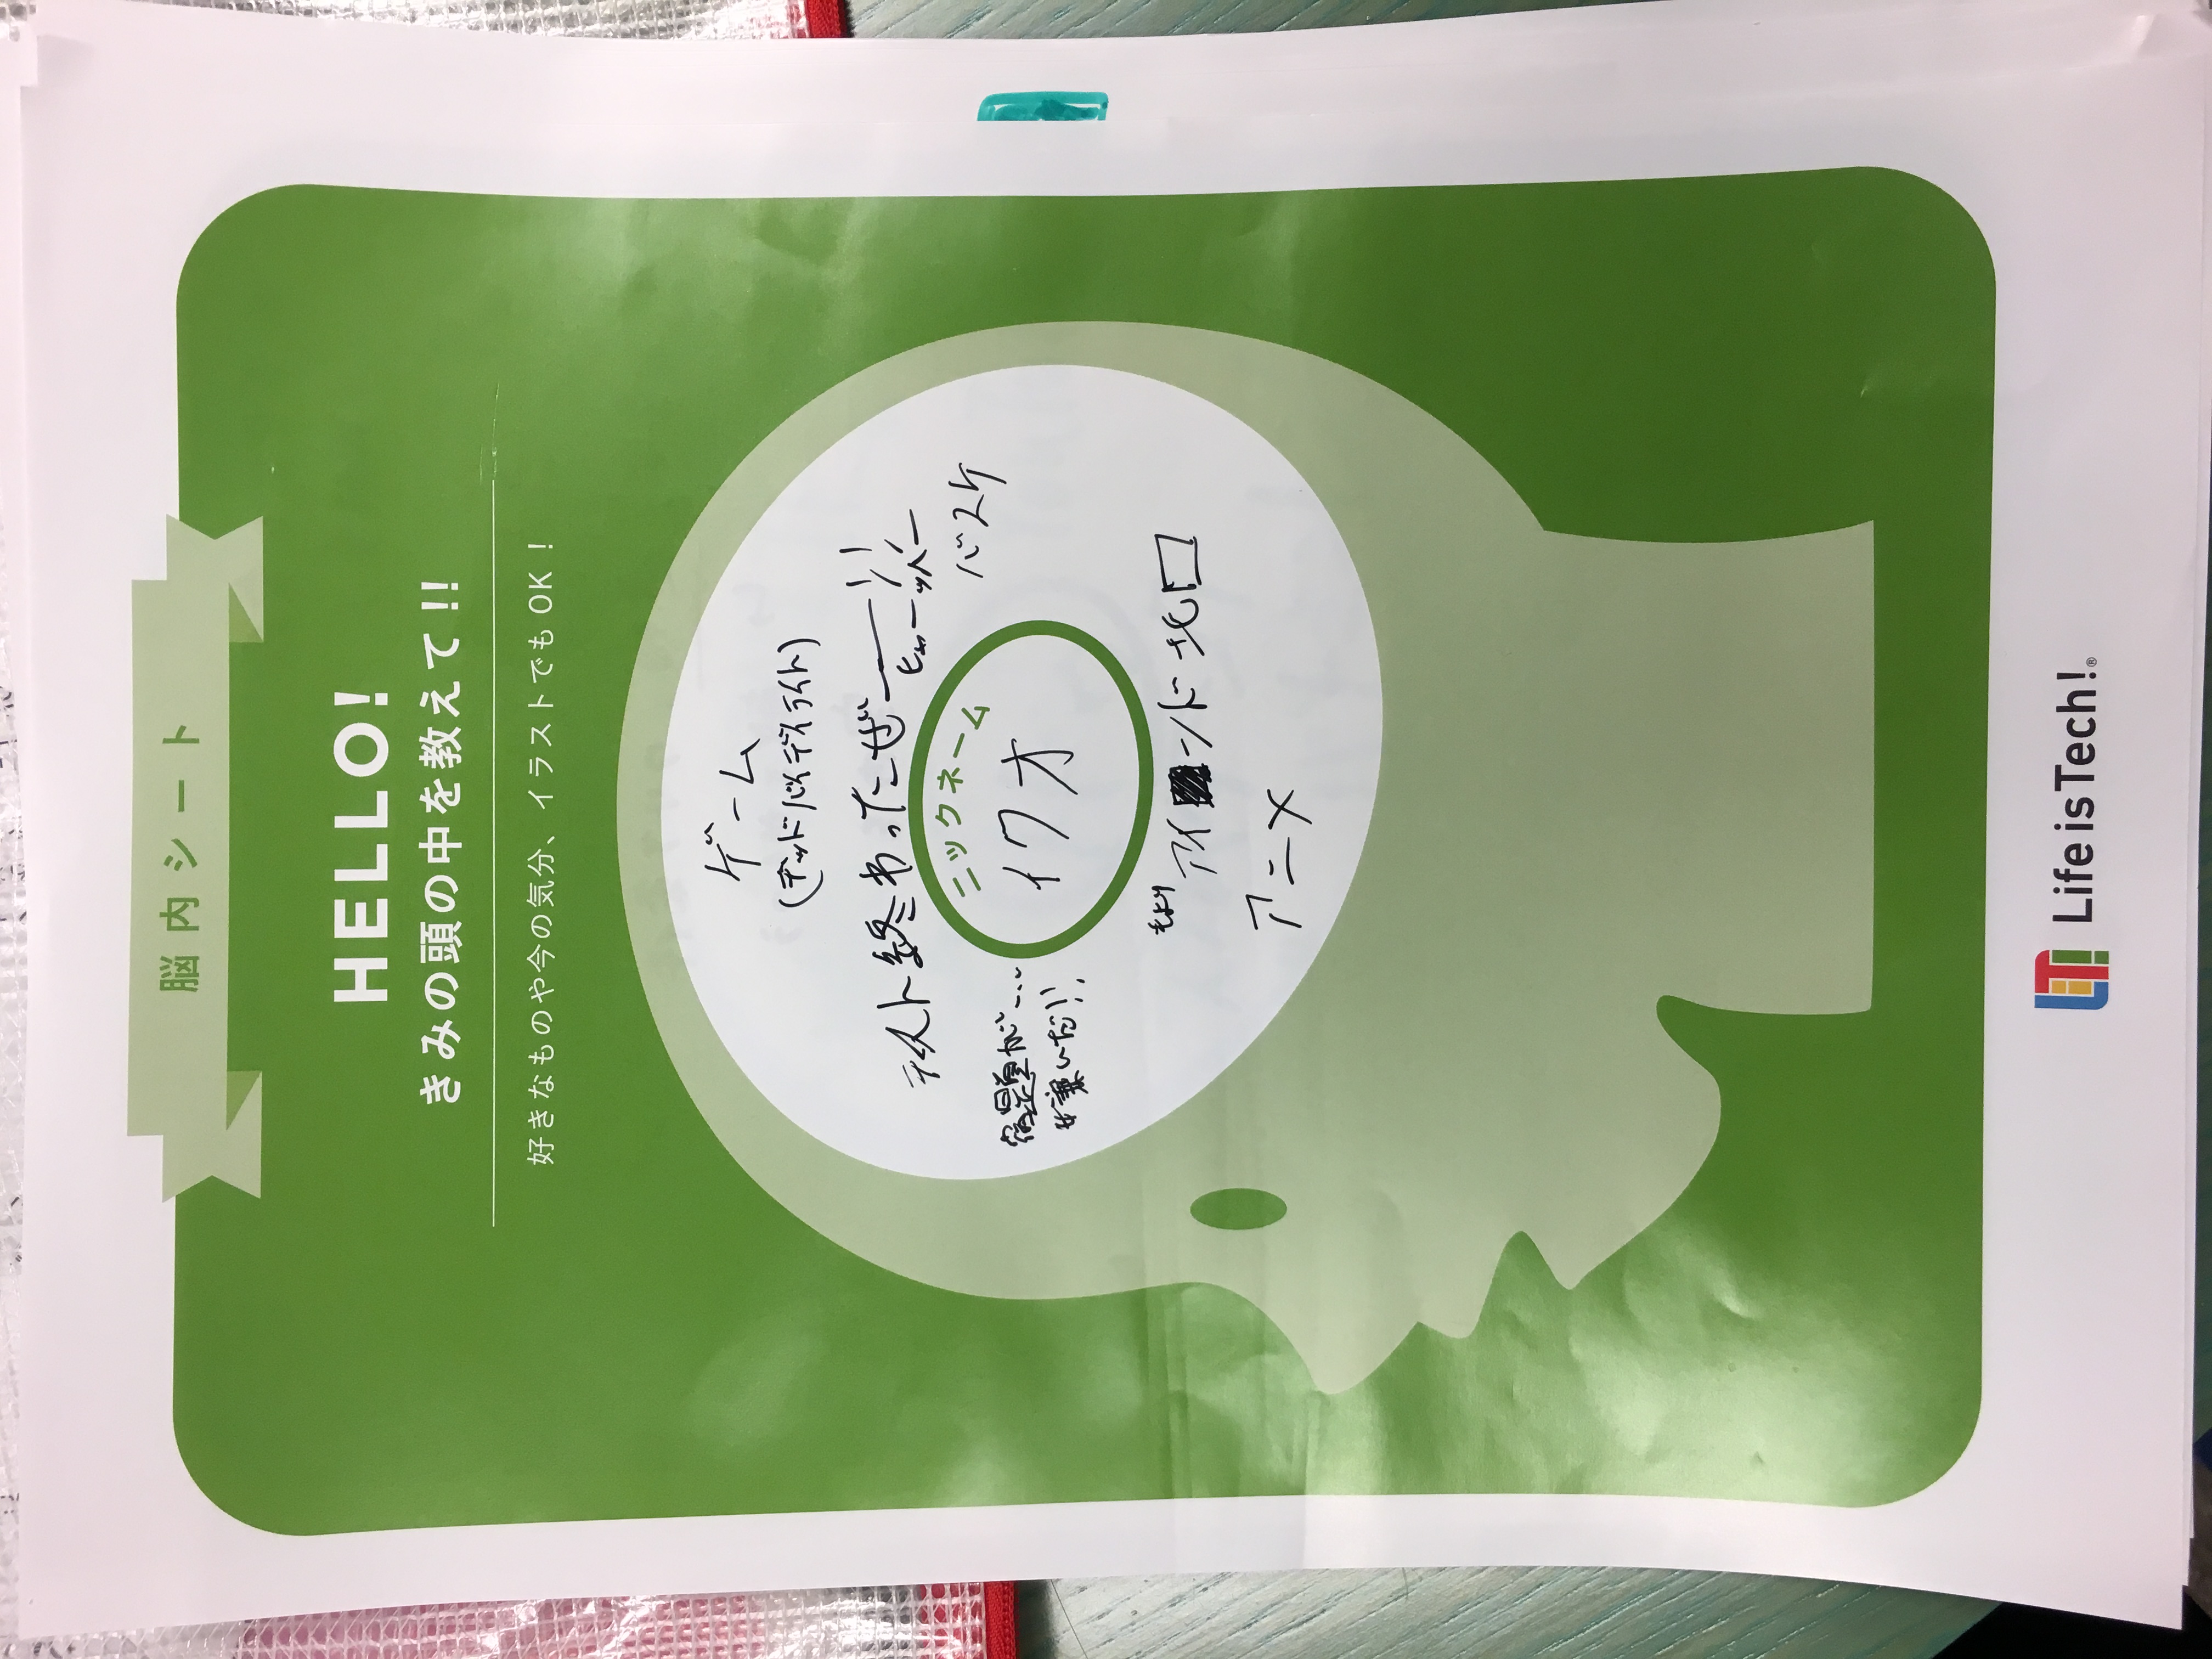 脳内シート
HELLO!
きみの頭の中を教えて!!
好きなものや今の気分、イラストでもOK!
ゲーム
(デッドバイデイライト)
テスト終わったぜー!!
ヒャーッハー
バスケ
ニックネーム
イクオ
宿題が…
嫌いだ!!
もより
アイ ンド北口
アニメ
LiT!
Life is Tech!®